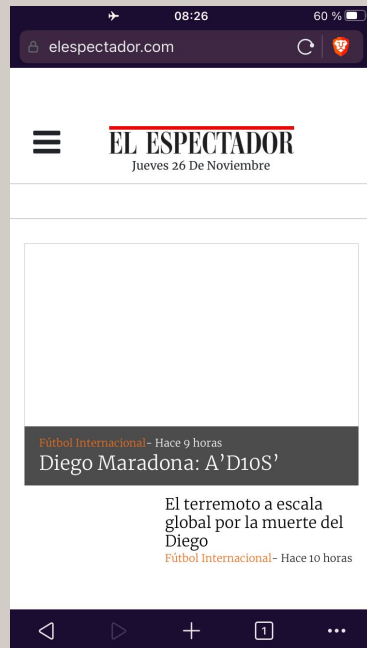 08:26
60 %
elespectador.com
EL ESPECTADOR
Jueves 26 De Noviembre
Fútbol Internacional- Hace 9 horas
Diego Maradona: A’D10S’
El terremoto a escala
global por la muerte del
Diego
Fútbol Internacional- Hace 10 horas
1